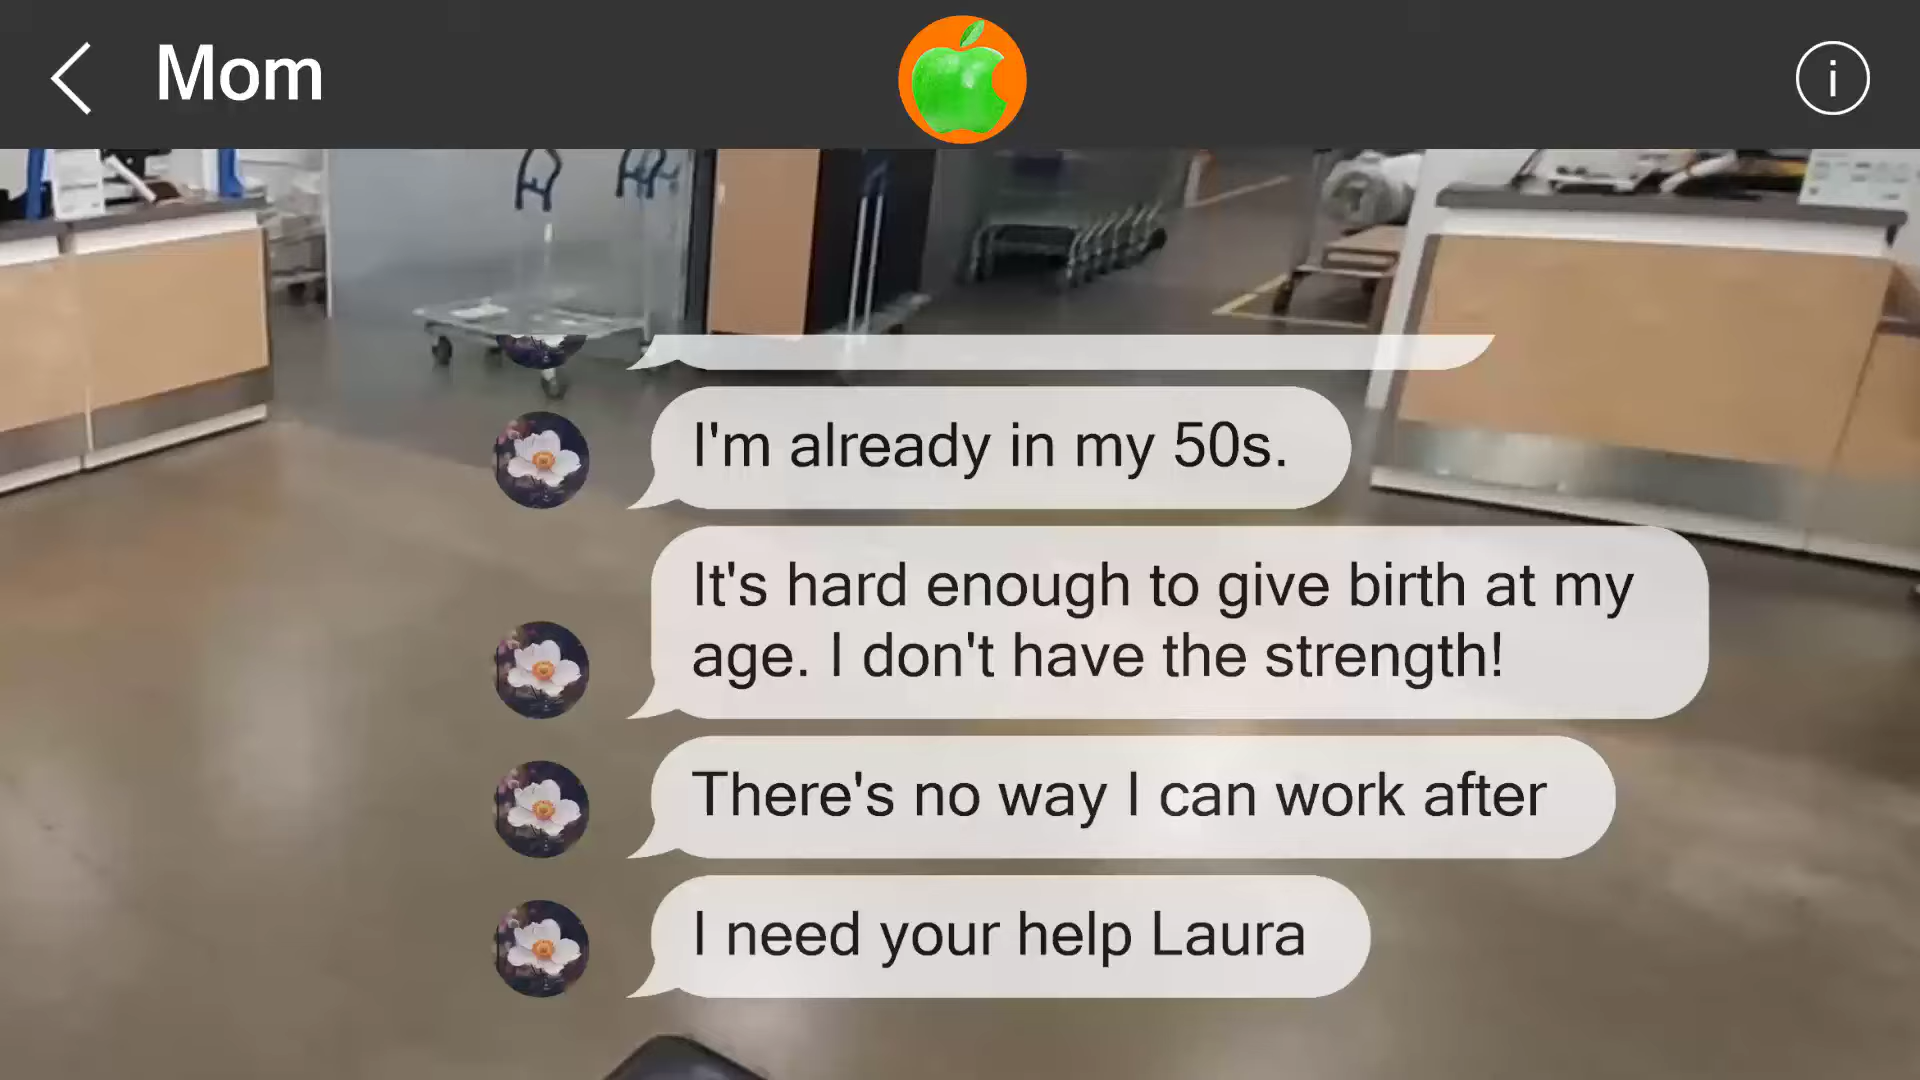 Mom
I'm already in my 50s.
It's hard enough to give birth at my
age. I don't have the strength!
There's no way I can work after
I need your help Laura